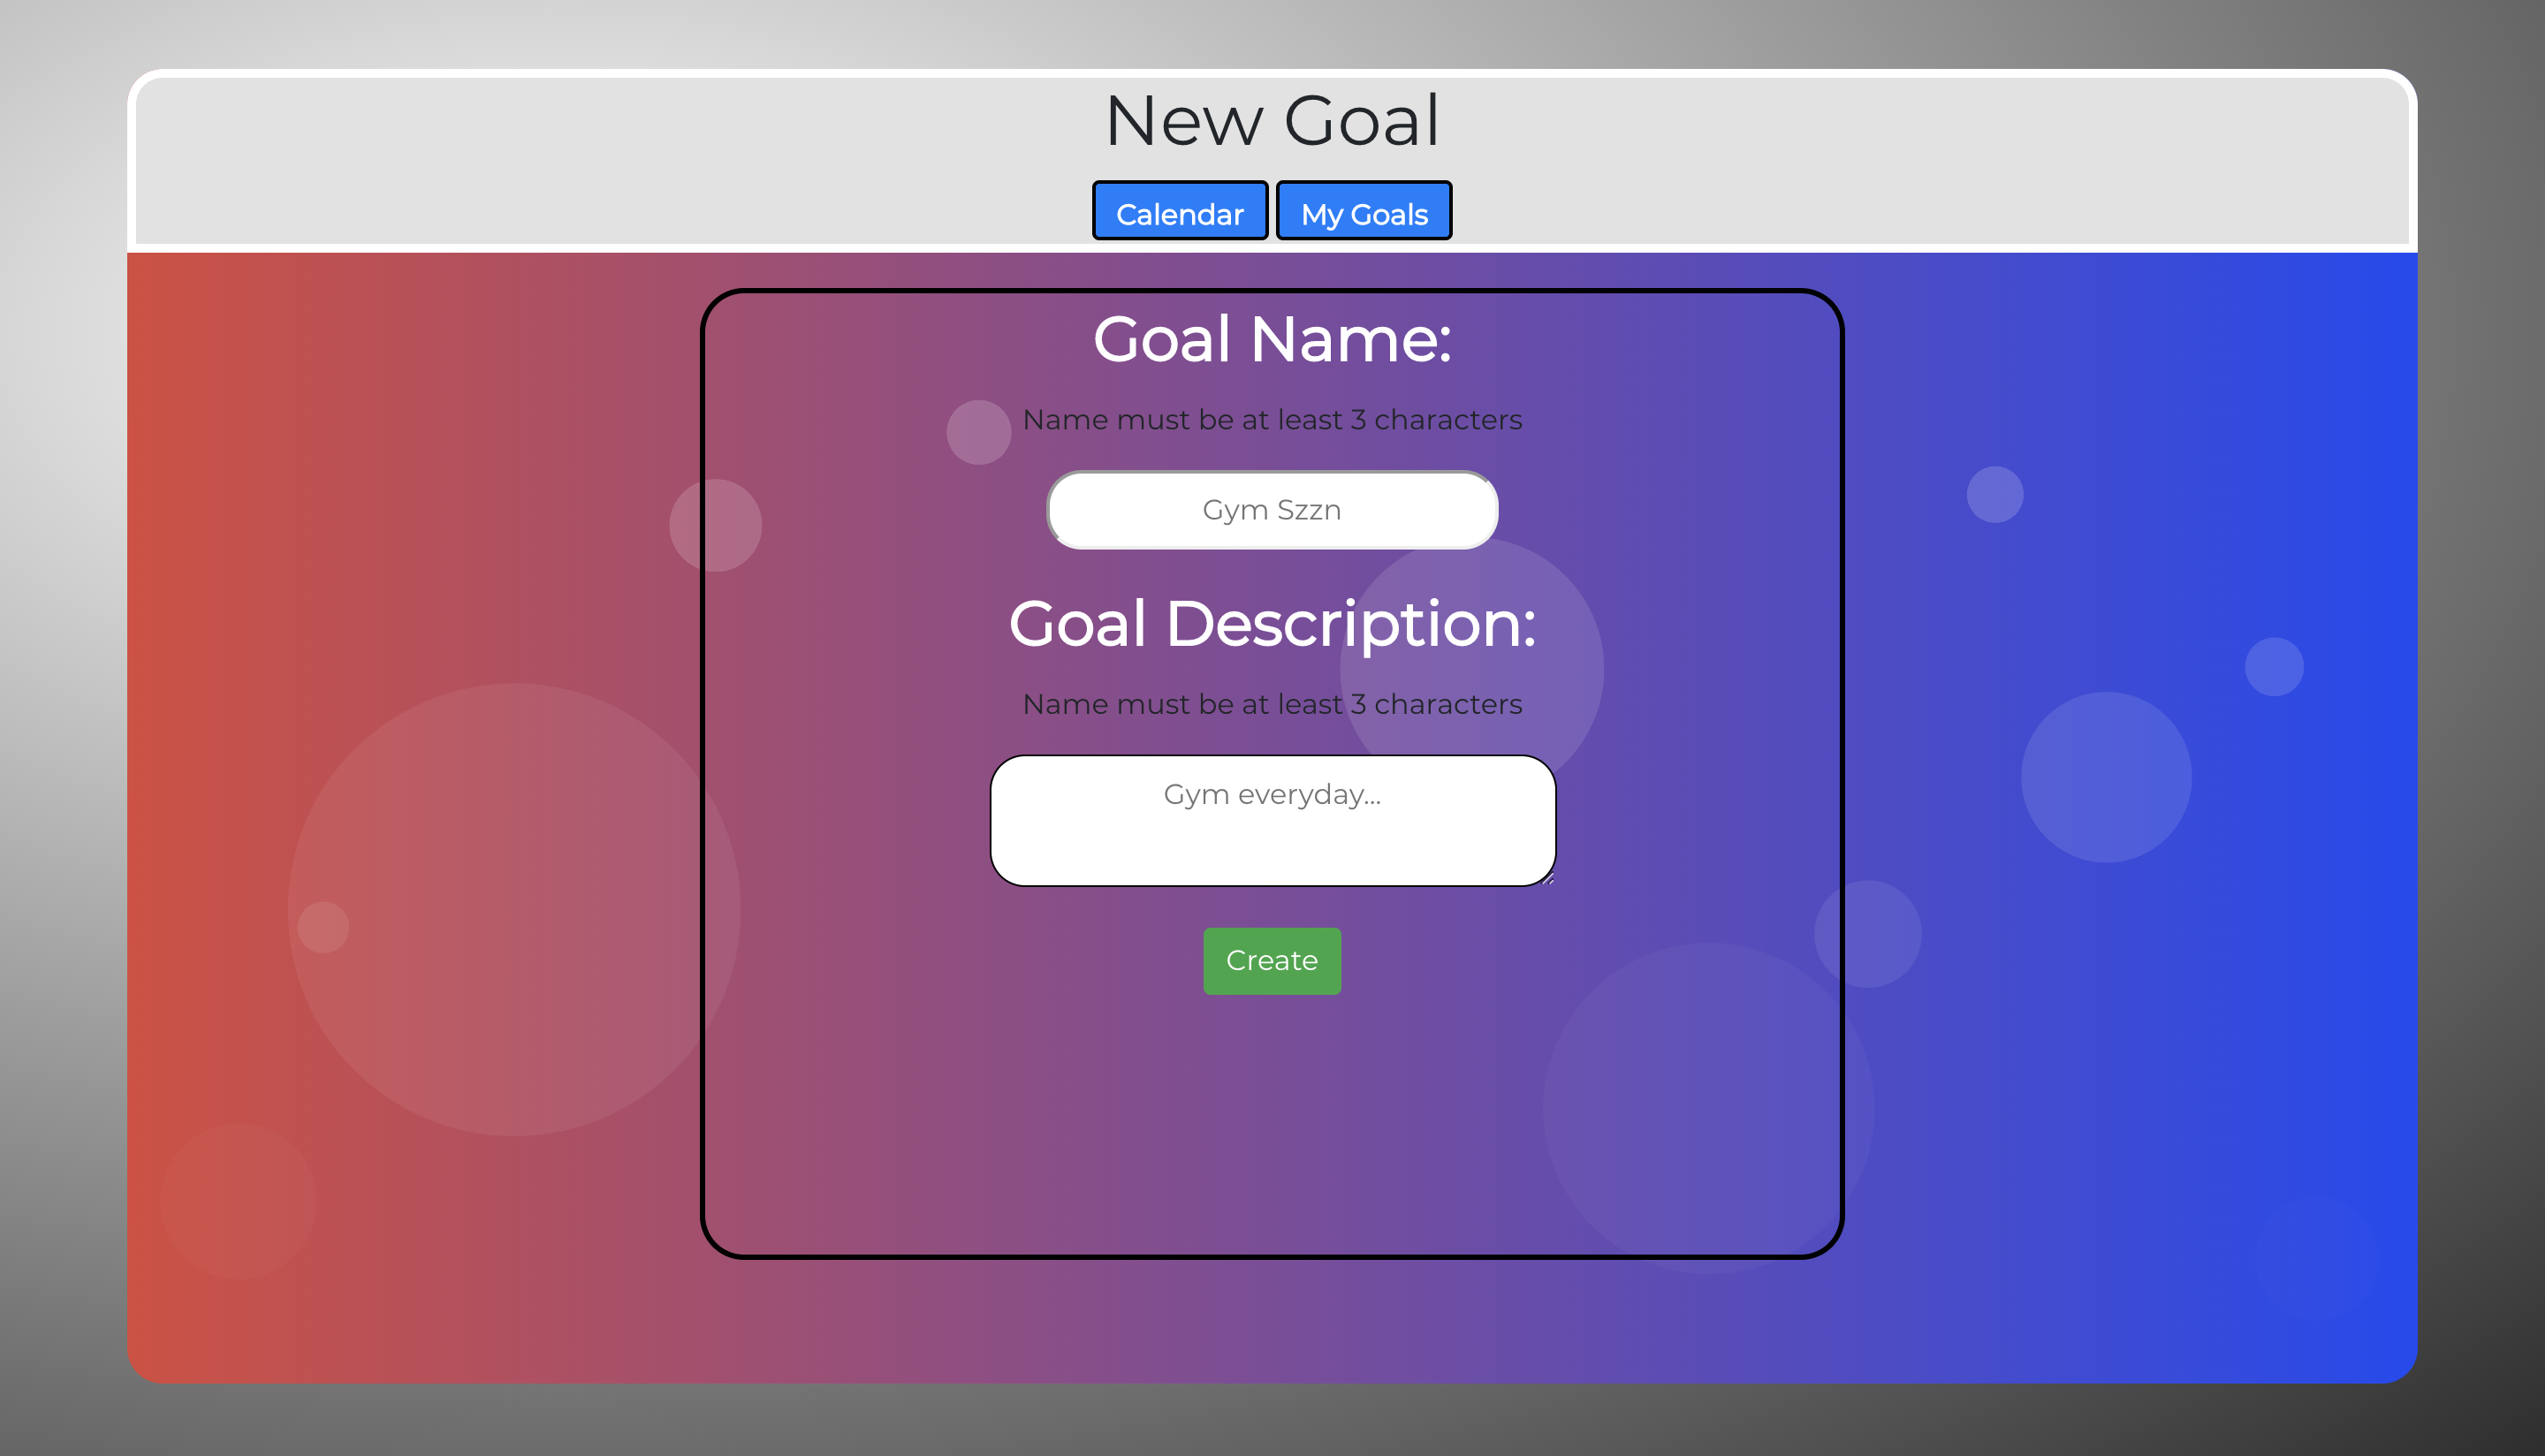 New Goal
Calendar My Goals
Goal Name:
Name must be at least 3 characters
Gym Szzn
Goal Description:
Name must be at least 3 characters
Gym everyday...
Create